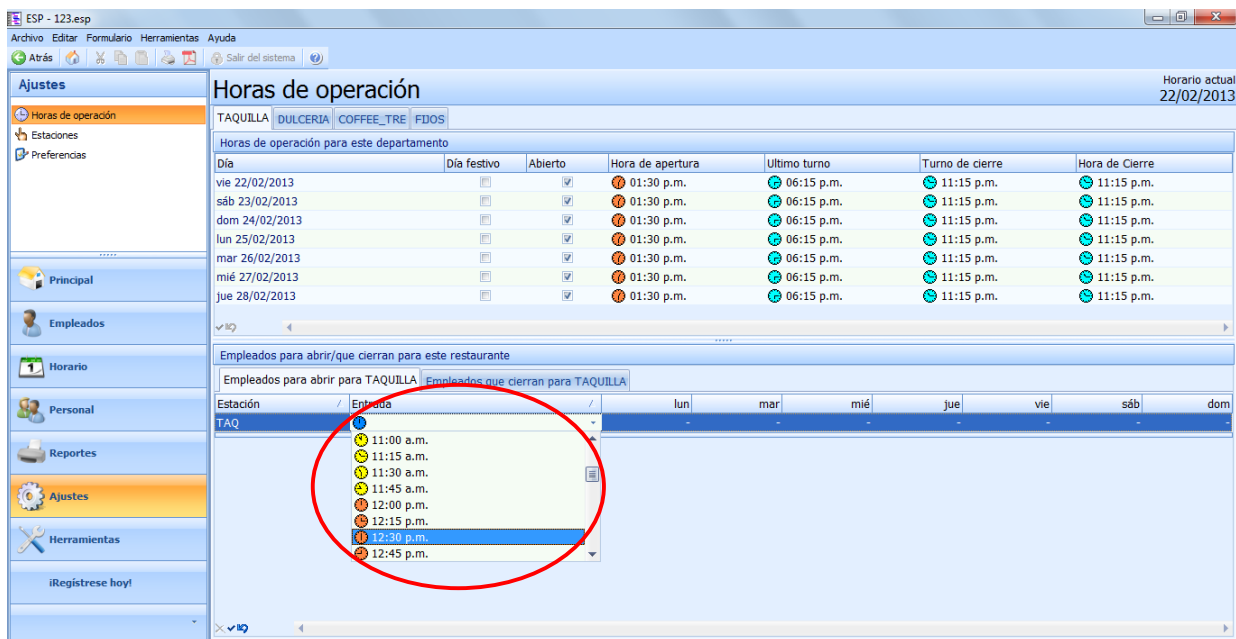 ESP - 123.esp
Archivo Editar Formulario Herramientas Ayuda
Atrás Salir del sistema
Ajustes
Horas de operación
Estaciones
Preferencias
Principal
Empleados
1 Horario
Personal
Reportes
Ajustes
Herramientas
¡Regístrese hoy!
Horas de operación
Horario actual
22/02/2013
TAQUILLA DULCERIA COFFEE_TRE FIJOS
Horas de operación para este departamento
Día Día festivo Abierto Hora de apertura Ultimo turno Turno de cierre Hora de Cierre
vie 22/02/2013 01:30 p.m. 06:15 p.m. 11:15 p.m. 11:15 p.m.
sáb 23/02/2013 01:30 p.m. 06:15 p.m. 11:15 p.m. 11:15 p.m.
dom 24/02/2013 01:30 p.m. 06:15 p.m. 11:15 p.m. 11:15 p.m.
lun 25/02/2013 01:30 p.m. 06:15 p.m. 11:15 p.m. 11:15 p.m.
mar 26/02/2013 01:30 p.m. 06:15 p.m. 11:15 p.m. 11:15 p.m.
mié 27/02/2013 01:30 p.m. 06:15 p.m. 11:15 p.m. 11:15 p.m.
jue 28/02/2013 01:30 p.m. 06:15 p.m. 11:15 p.m. 11:15 p.m.
Empleados para abrir/que cierran para este restaurante
Empleados para abrir para TAQUILLA Empleados que cierran para TAQUILLA
Estación / Entrada / lun mar mié jue vie sáb dom
TAQ - - - - - - -
11:00 a.m.
11:15 a.m.
11:30 a.m.
11:45 a.m.
12:00 p.m.
12:15 p.m.
12:30 p.m.
12:45 p.m.